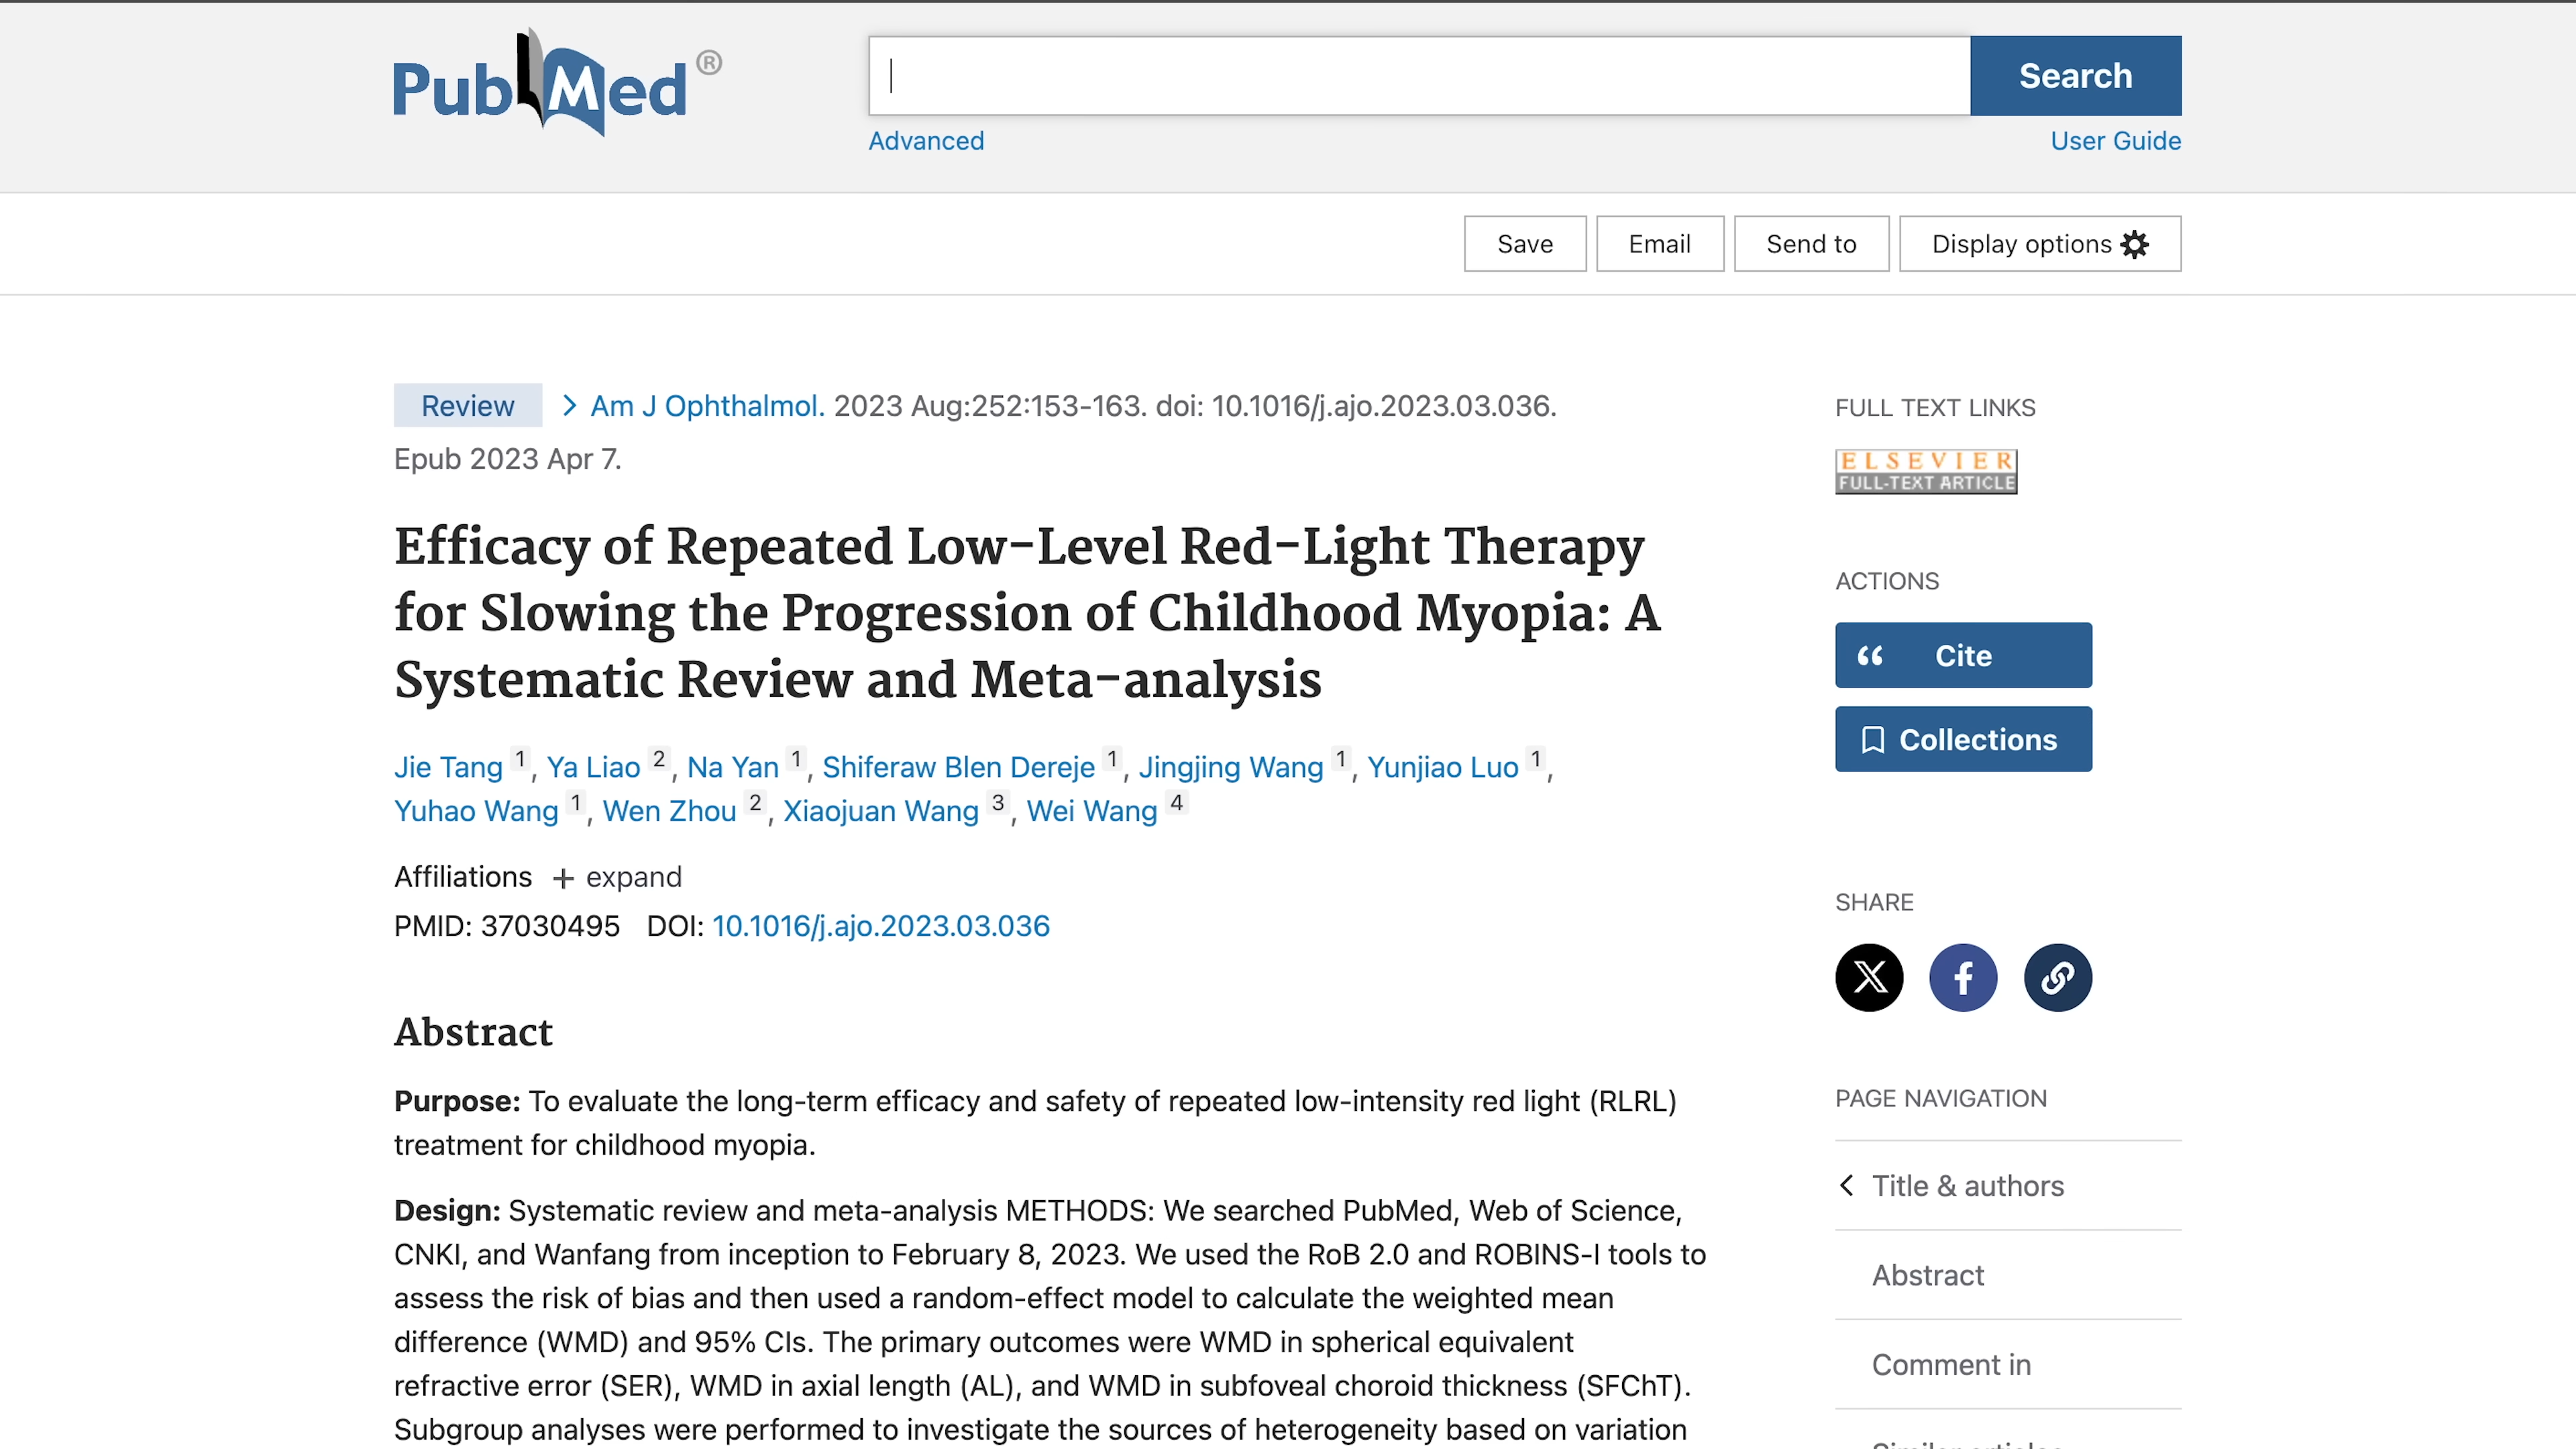 PubMed®
Search
Advanced
User Guide
Save
Email
Send to
Display options
Review
Am J Ophthalmol. 2023 Aug:252:153-163. doi: 10.1016/j.ajo.2023.03.036.
Epub 2023 Apr 7.
Efficacy of Repeated Low-Level Red-Light Therapy
for Slowing the Progression of Childhood Myopia: A
Systematic Review and Meta-analysis
Jie Tang 1, Ya Liao 2, Na Yan 1, Shiferaw Blen Dereje 1, Jingjing Wang 1, Yunjiao Luo 1,
Yuhao Wang 1, Wen Zhou 2, Xiaojuan Wang 3, Wei Wang 4
Affiliations + expand
PMID: 37030495 DOI: 10.1016/j.ajo.2023.03.036
Abstract
Purpose: To evaluate the long-term efficacy and safety of repeated low-intensity red light (RLRL)
treatment for childhood myopia.
Design: Systematic review and meta-analysis METHODS: We searched PubMed, Web of Science,
CNKI, and Wanfang from inception to February 8, 2023. We used the RoB 2.0 and ROBINS-I tools to
assess the risk of bias and then used a random-effect model to calculate the weighted mean
difference (WMD) and 95% CIs. The primary outcomes were WMD in spherical equivalent
refractive error (SER), WMD in axial length (AL), and WMD in subfoveal choroid thickness (SFChT).
Subgroup analyses were performed to investigate the sources of heterogeneity based on variation
FULL TEXT LINKS
ELSEVIER
FULL-TEXT ARTICLE
ACTIONS
Cite
Collections
SHARE
PAGE NAVIGATION
Title & authors
Abstract
Comment in